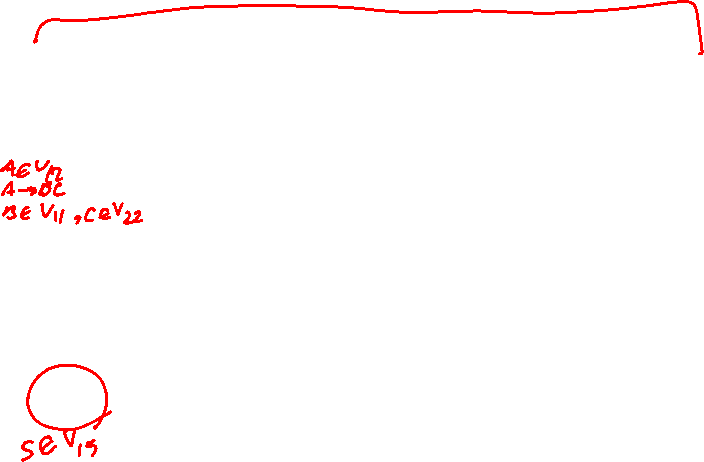 A ∈ V12
A → BC
B ∈ V11, C ∈ V22
S ∈ V15